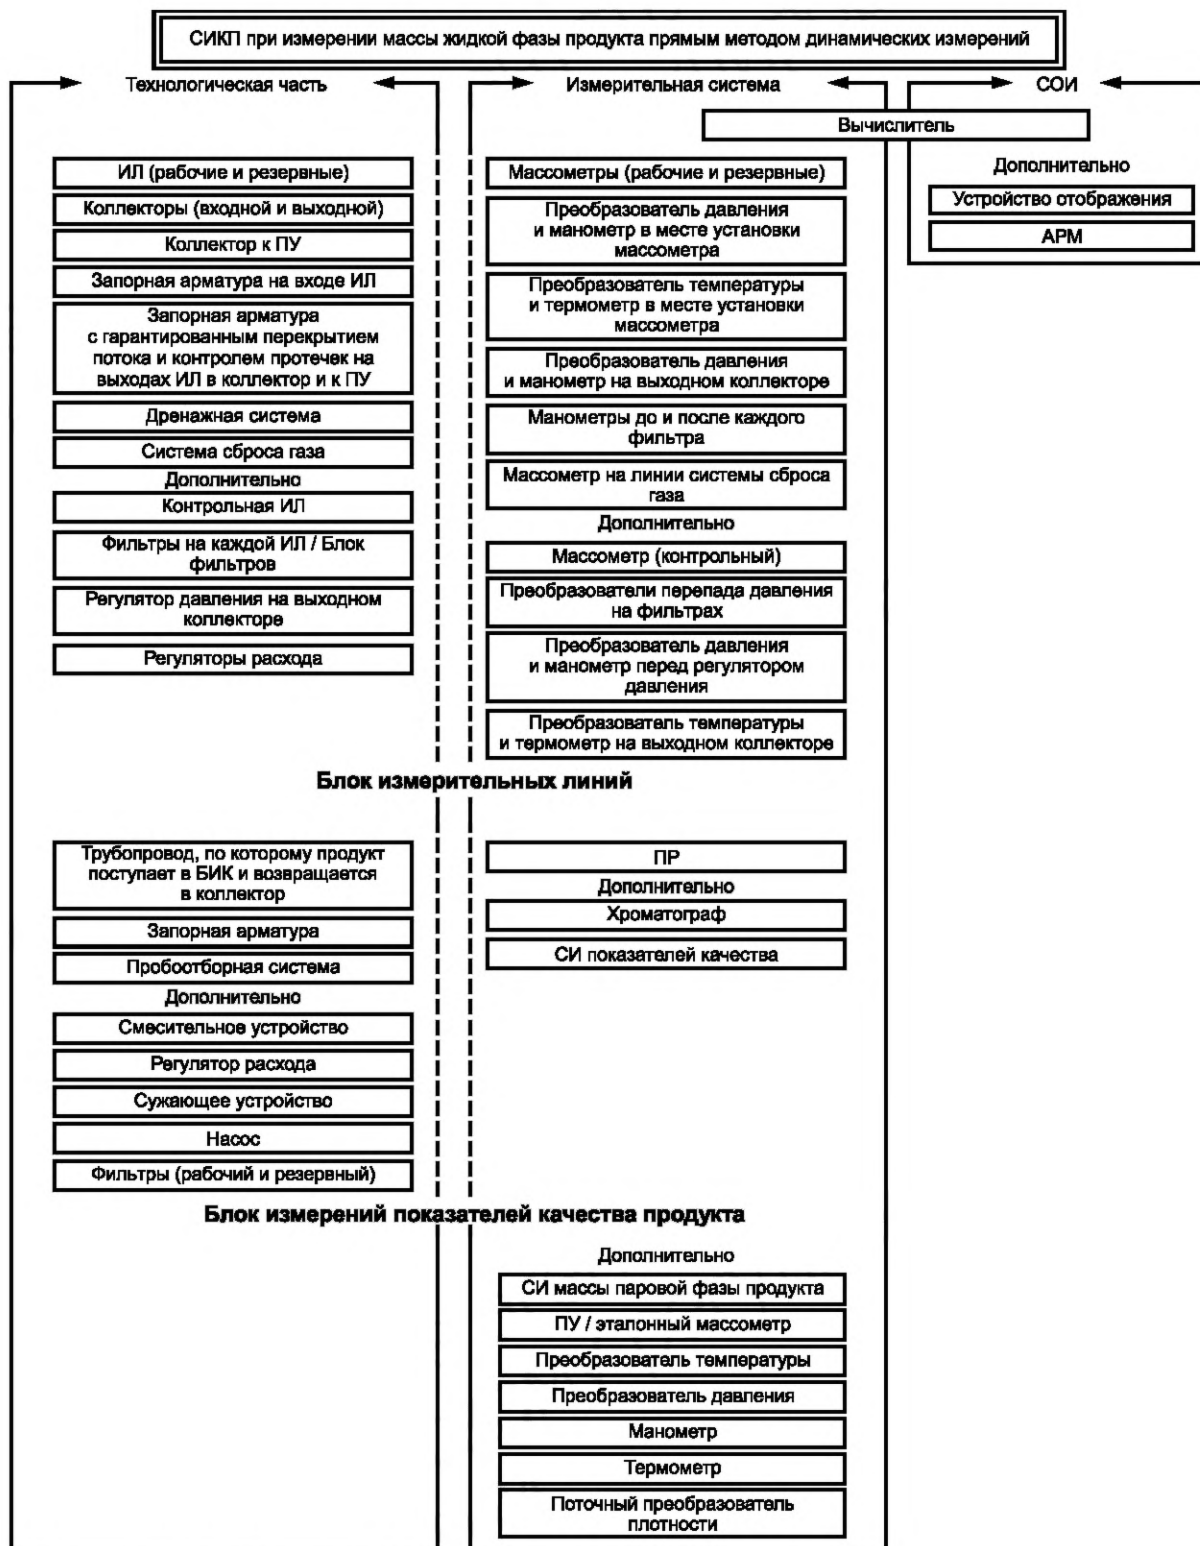 СИКП при измерении массы жидкой фазы продукта прямым методом динамических измерений
Технологическая часть
Измерительная система
СОИ
Вычислитель
ИЛ (рабочие и резервные)
Коллекторы (входной и выходной)
Коллектор к ПУ
Запорная арматура на входе ИЛ
Запорная арматура
с гарантированным перекрытием
потока и контролем протечек на
выходах ИЛ в коллектор и к ПУ
Дренажная система
Система сброса газа
Дополнительно
Контрольная ИЛ
Фильтры на каждой ИЛ / Блок
фильтров
Регулятор давления на выходном
коллекторе
Регуляторы расхода
Массометры (рабочие и резервные)
Преобразователь давления
и манометр в месте установки
массометра
Преобразователь температуры
и термометр в месте установки
массометра
Преобразователь давления
и манометр на выходном коллекторе
Манометры до и после каждого
фильтра
Массометр на линии системы сброса
газа
Дополнительно
Массометр (контрольный)
Преобразователи перепада давления
на фильтрах
Преобразователь давления
и манометр перед регулятором
давления
Преобразователь температуры
и термометр на выходном коллекторе
Дополнительно
Устройство отображения
АРМ
Блок измерительных линий
Трубопровод, по которому продукт
поступает в БИК и возвращается
в коллектор
Запорная арматура
Пробоотборная система
Дополнительно
Смесительное устройство
Регулятор расхода
Сужающее устройство
Насос
Фильтры (рабочий и резервный)
ПР
Дополнительно
Хроматограф
СИ показателей качества
Блок измерений показателей качества продукта
Дополнительно
СИ массы паровой фазы продукта
ПУ / эталонный массометр
Преобразователь температуры
Преобразователь давления
Манометр
Термометр
Поточный преобразователь
плотности